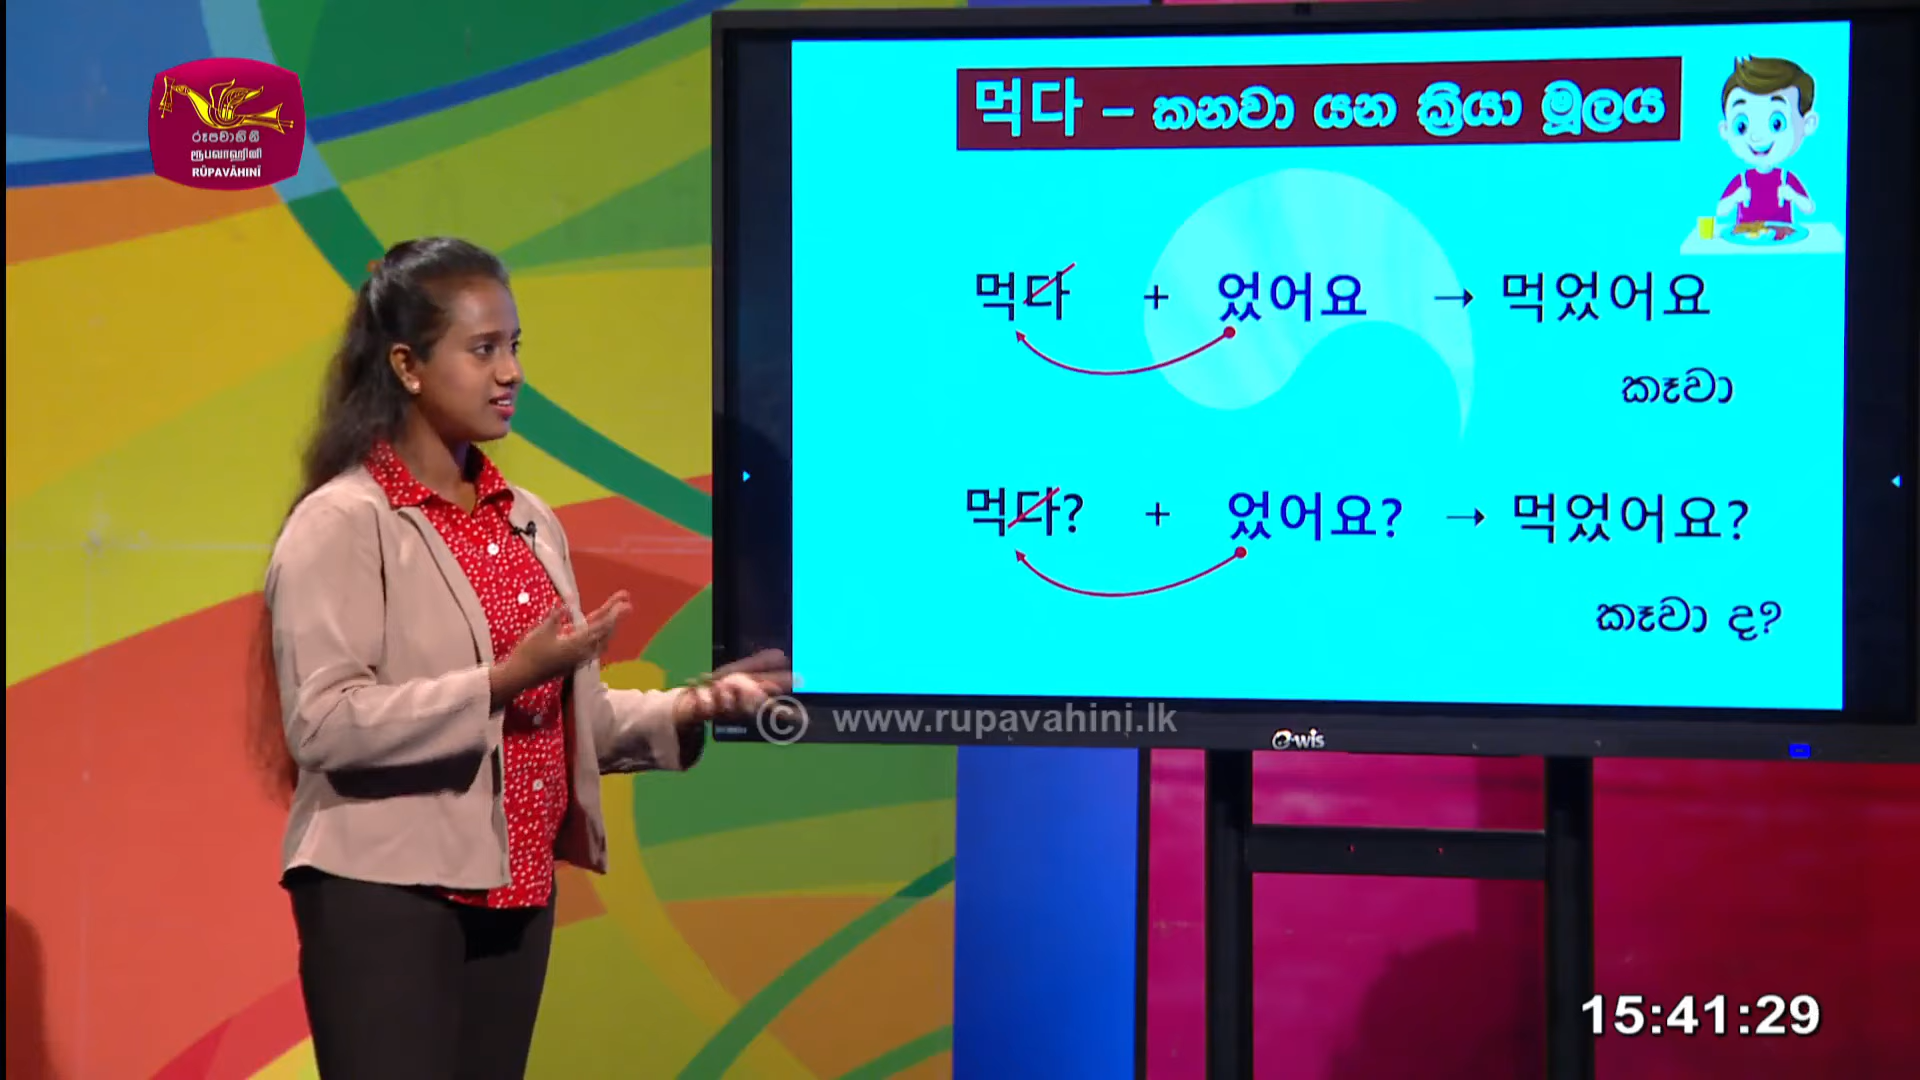 රූපවාහිනී
ரூபவாஹினி
RŪPAVĀHINĪ
먹다 – කනවා යන ක්‍රියා මූලය
먹다 + 었어요 → 먹었어요
කෑවා
먹다? + 었어요? → 먹었어요?
කෑවා ද?
© www.rupavahini.lk
e-wis
15:41:29